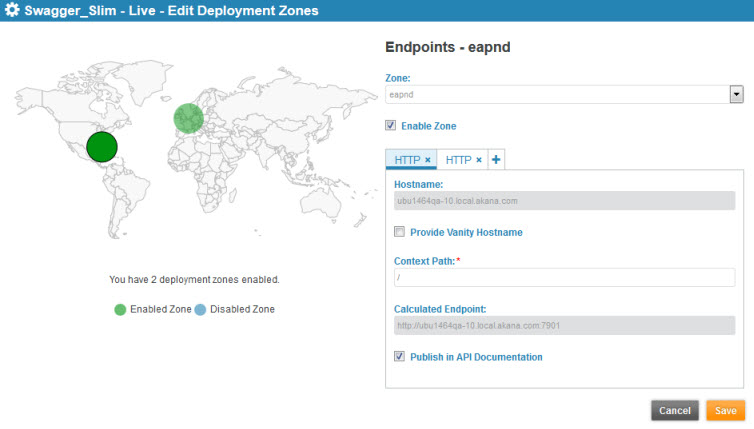 Swagger_Slim - Live - Edit Deployment Zones
Endpoints - eapnd
Zone:
eapnd
Enable Zone
HTTP × HTTP × +
Hostname:
ubu1464qa-10.local.akana.com
Provide Vanity Hostname
Context Path:*
/
Calculated Endpoint:
http://ubu1464qa-10.local.akana.com:7901
Publish in API Documentation
You have 2 deployment zones enabled.
Enabled Zone Disabled Zone
Cancel Save